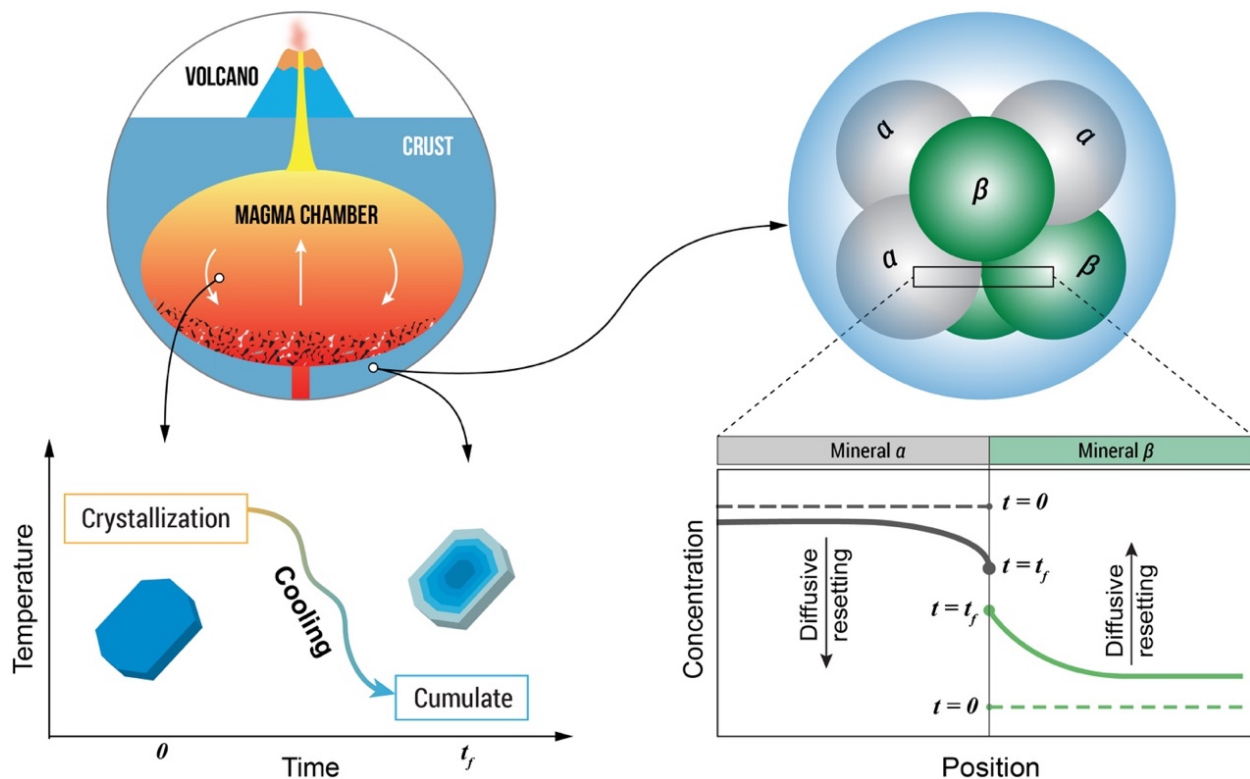 VOLCANO
CRUST
MAGMA CHAMBER
α
α
β
α
β
Temperature
Crystallization
Cooling
Cumulate
0
Time
t_f
Mineral α
Mineral β
Concentration
t = 0
t = t_f
Diffusive
resetting
t = t_f
Diffusive
resetting
t = 0
Position